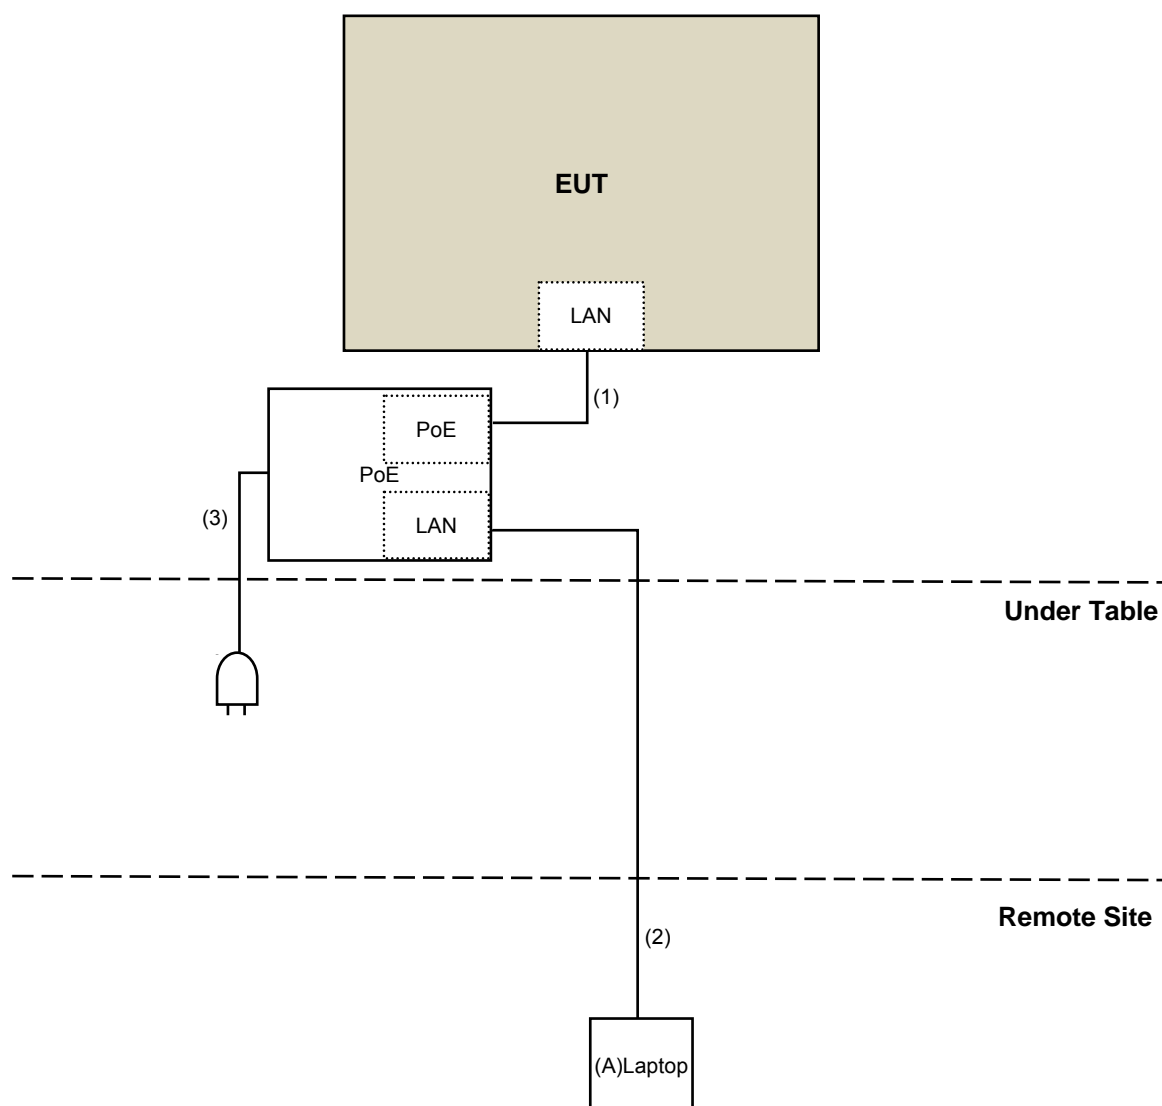 EUT
LAN
(1)
PoE
PoE
(3)
LAN
Under Table
Remote Site
(2)
(A)Laptop